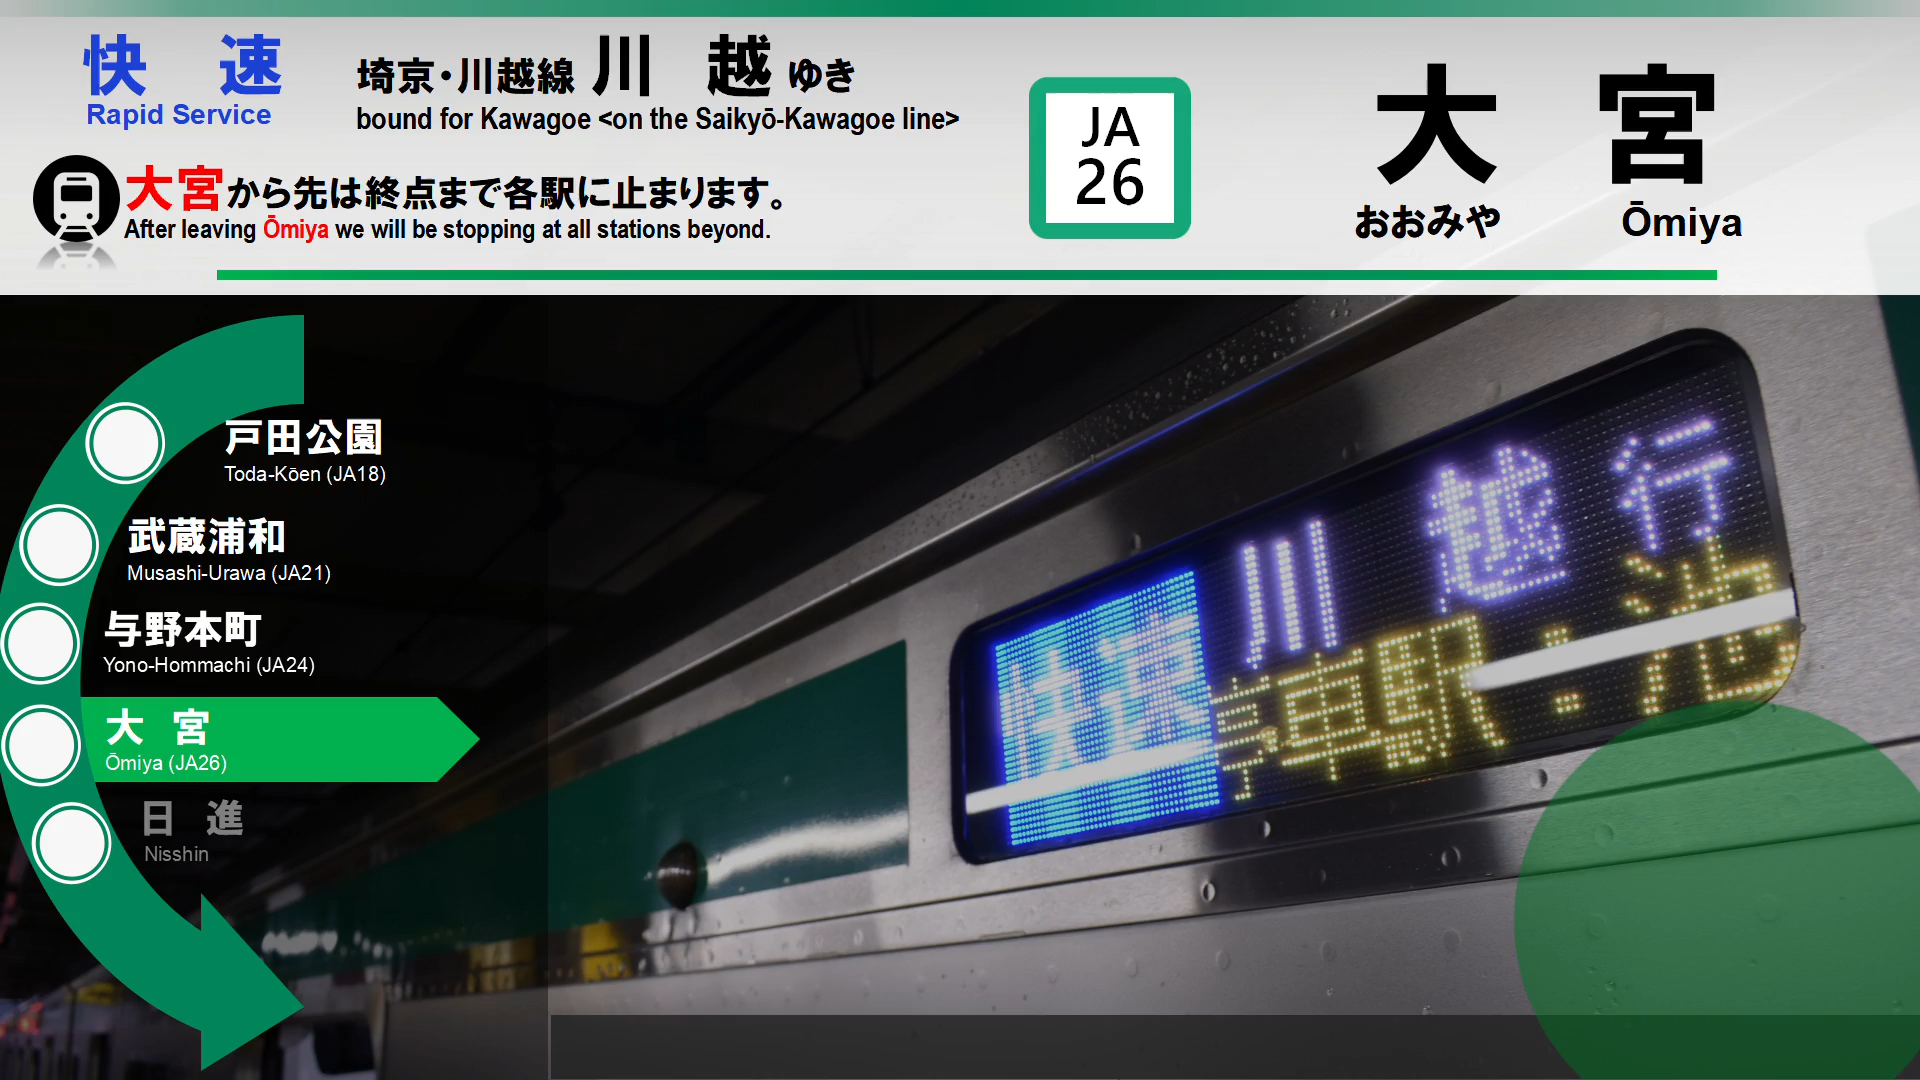 快 速
Rapid Service
埼京・川越線 川 越 ゆき
bound for Kawagoe <on the Saikyō-Kawagoe line>
大宮から先は終点まで各駅に止まります。
After leaving Ōmiya we will be stopping at all stations beyond.
JA
26
大 宮
おおみや Ōmiya
戸田公園
Toda-Kōen (JA18)
武蔵浦和
Musashi-Urawa (JA21)
与野本町
Yono-Hommachi (JA24)
大 宮
Ōmiya (JA26)
日 進
Nisshin
快速 川越行
停車駅：池